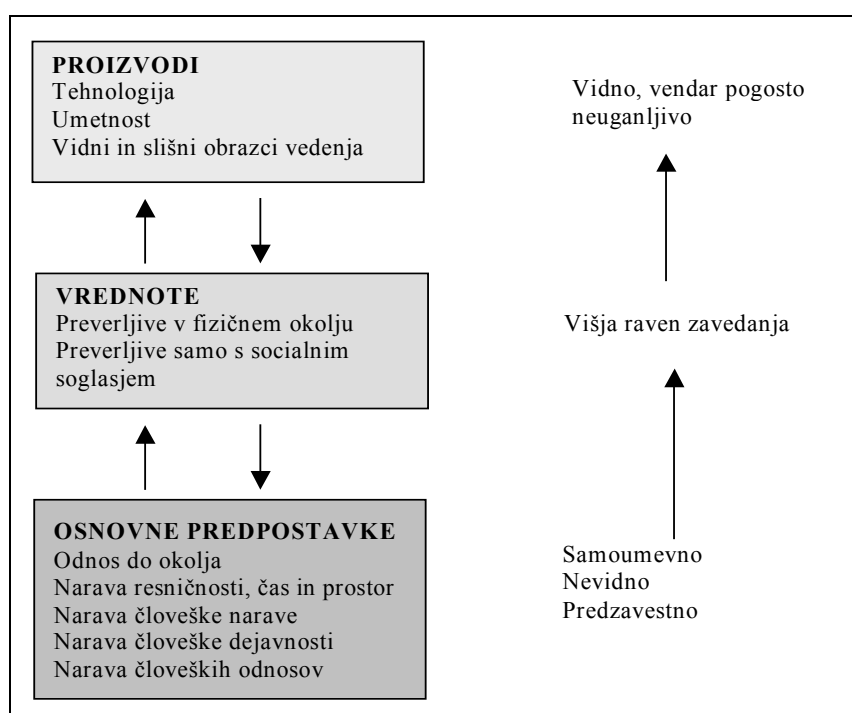 PROIZVODI
Tehnologija
Umetnost
Vidni in slišni obrazci vedenja
Vidno, vendar pogosto
neuganljivo
VREDNOTE
Preverljive v fizičnem okolju
Preverljive samo s socialnim
soglasjem
Višja raven zavedanja
OSNOVNE PREDPOSTAVKE
Odnos do okolja
Narava resničnosti, čas in prostor
Narava človeške narave
Narava človeške dejavnosti
Narava človeških odnosov
Samoumevno
Nevidno
Predzavestno